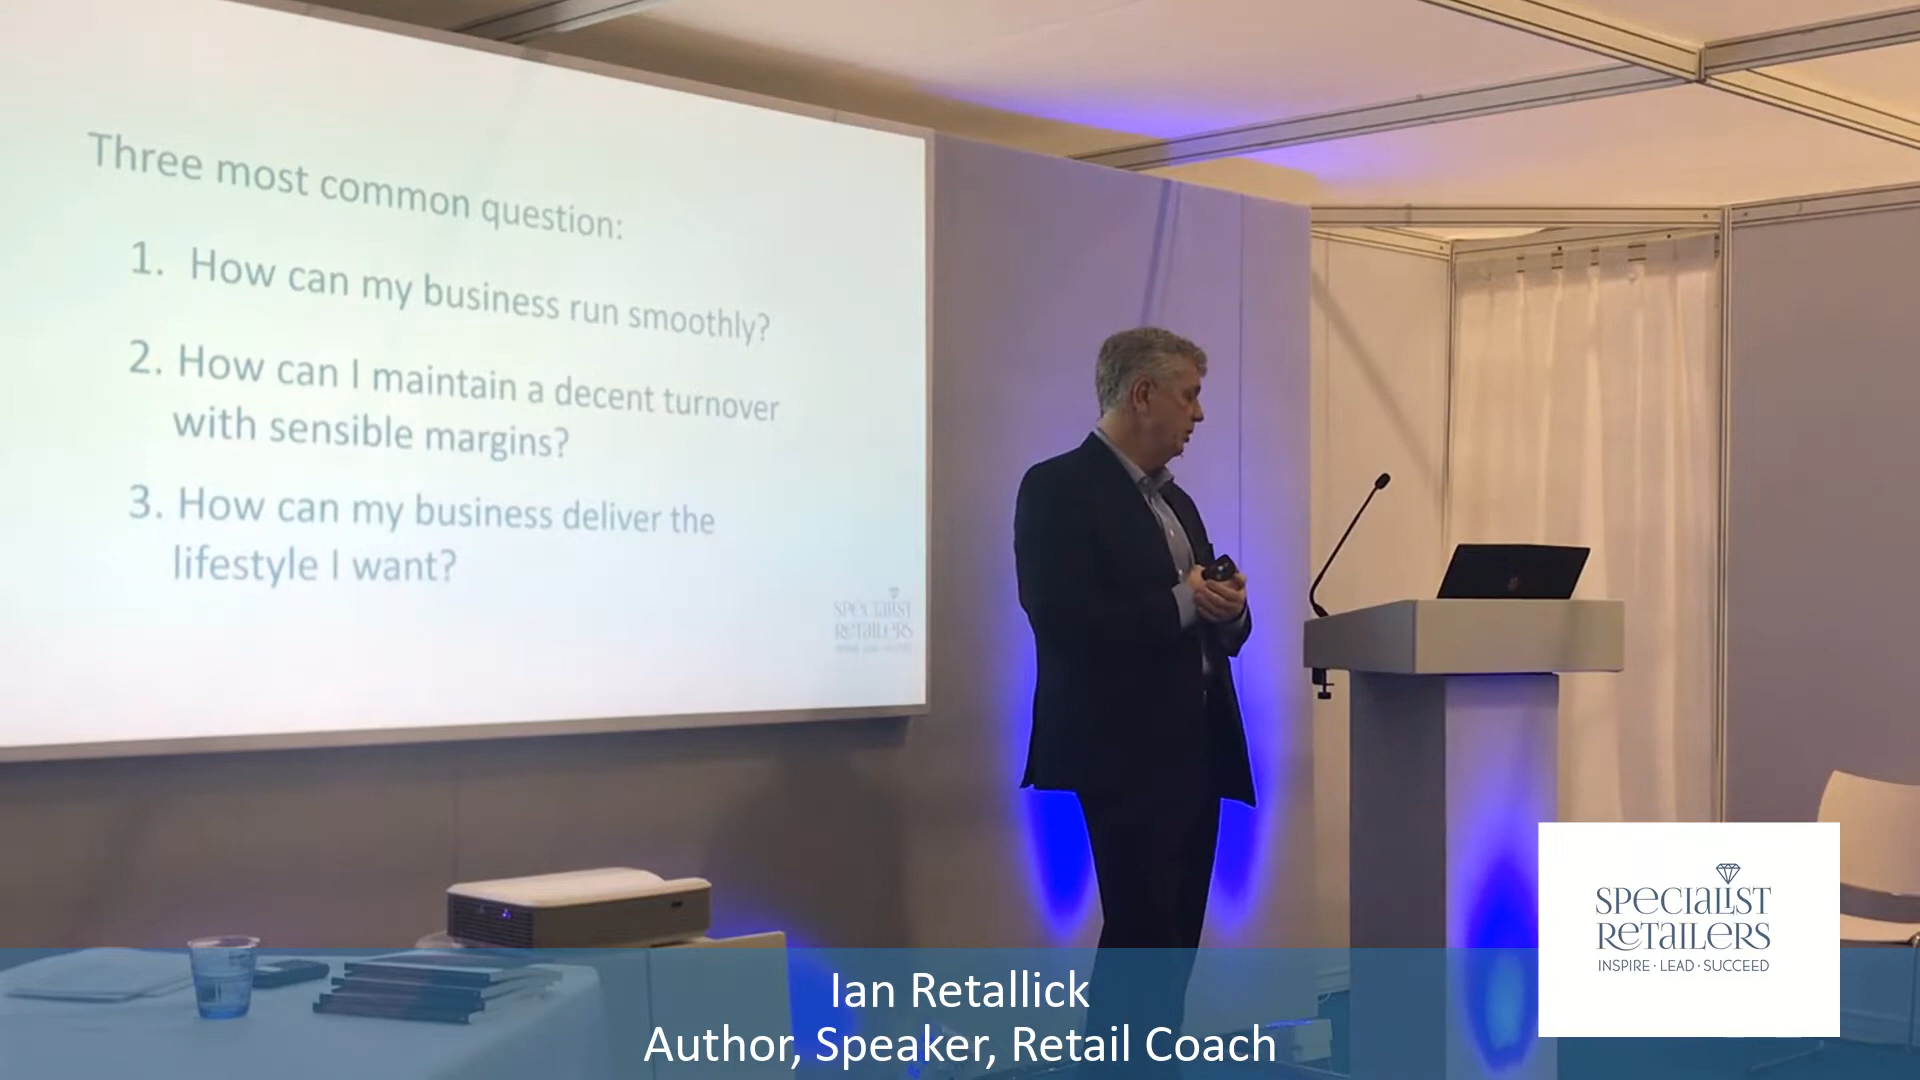 Three most common question:
1. How can my business run smoothly?
2. How can I maintain a decent turnover
with sensible margins?
3. How can my business deliver the
lifestyle I want?
SPECIALIST
RETAILERS
SPECIALIST
RETAILERS
INSPIRE · LEAD · SUCCEED
Ian Retallick
Author, Speaker, Retail Coach